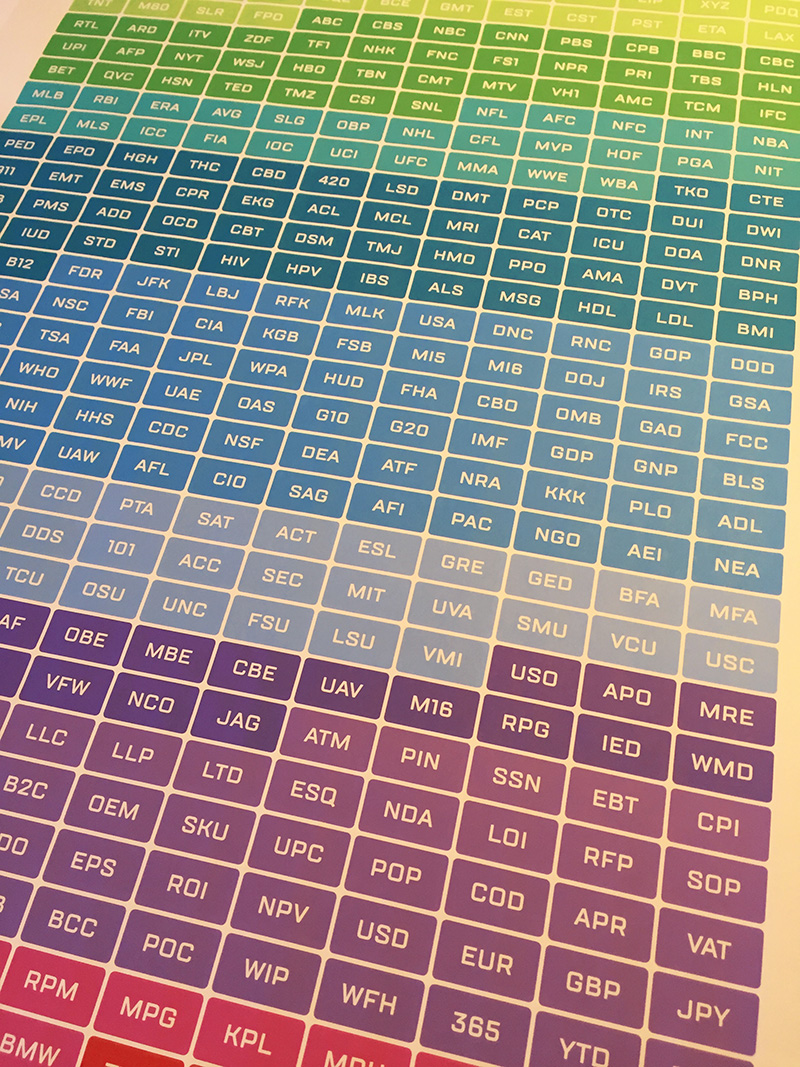 XYZ PDQ
GMT EST CST PST ETA LAX
SLR FPO ABC CBS NBC CNN PBS CPB BBC CBC
RTL ARD ITV ZDF TF1 NHK FNC FS1 NPR PRI TBS HLN
UPI AFP NYT WSJ HBO TBN CMT MTV VH1 AMC TCM IFC
BET QVC HSN TED TMZ CSI SNL NFL AFC NFC INT NBA
MLB RBI ERA AVG SLG OBP NHL CFL MVP HOF PGA NIT
EPL MLS ICC FIA IOC UCI UFC MMA WWE WBA TKO CTE
PED EPO HGH THC CBD 420 LSD DMT PCP OTC DUI DWI
911 EMT EMS CPR EKG ACL MCL MRI CAT ICU DOA DNR
PMS ADD OCD CBT DSM TMJ HMO PPO AMA DVT BPH
IUD STD STI HIV HPV IBS ALS MSG HDL LDL BMI
B12 FDR JFK LBJ RFK MLK USA DNC RNC GOP DOD
NSC FBI CIA KGB FSB MI5 MI6 DOJ IRS GSA
TSA FAA JPL WPA HUD FHA CBO OMB GAO FCC
WHO WWF UAE OAS G10 G20 IMF GDP GNP BLS
NIH HHS CDC NSF DEA ATF NRA KKK PLO ADL
UAW AFL CIO SAG AFI PAC NGO AEI NEA
CCD PTA SAT ACT ESL GRE GED BFA MFA
DDS 101 ACC SEC MIT UVA SMU VCU USC
TCU OSU UNC FSU LSU VMI USO APO MRE
OBE MBE CBE UAV M16 RPG IED WMD
VFW NCO JAG ATM PIN SSN EBT CPI
LLC LLP LTD ESQ NDA LOI RFP SOP
B2C OEM SKU UPC POP COD APR VAT
EPS ROI NPV USD EUR GBP JPY
BCC POC WIP WFH 365 YTD
RPM MPG KPL
BMW